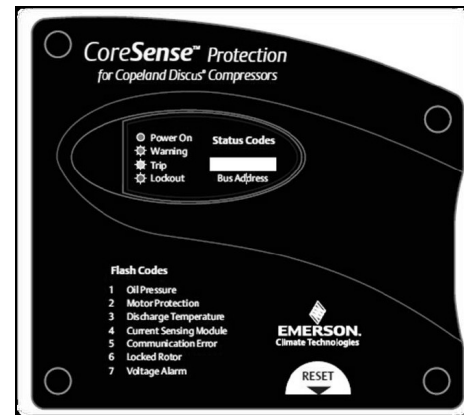 CoreSense™ Protection
for Copeland Discus® Compressors
Power On
Warning
Trip
Lockout
Status Codes
Bus Address
Flash Codes
1 Oil Pressure
2 Motor Protection
3 Discharge Temperature
4 Current Sensing Module
5 Communication Error
6 Locked Rotor
7 Voltage Alarm
EMERSON.
Climate Technologies
RESET